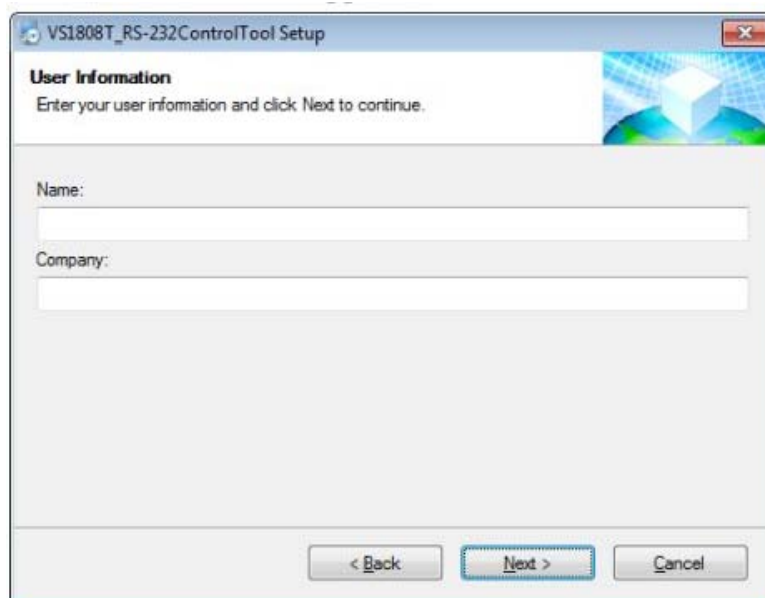 VS1808T_RS-232ControlTool Setup
User Information
Enter your user information and click Next to continue.
Name:
Company:
< Back
Next >
Cancel